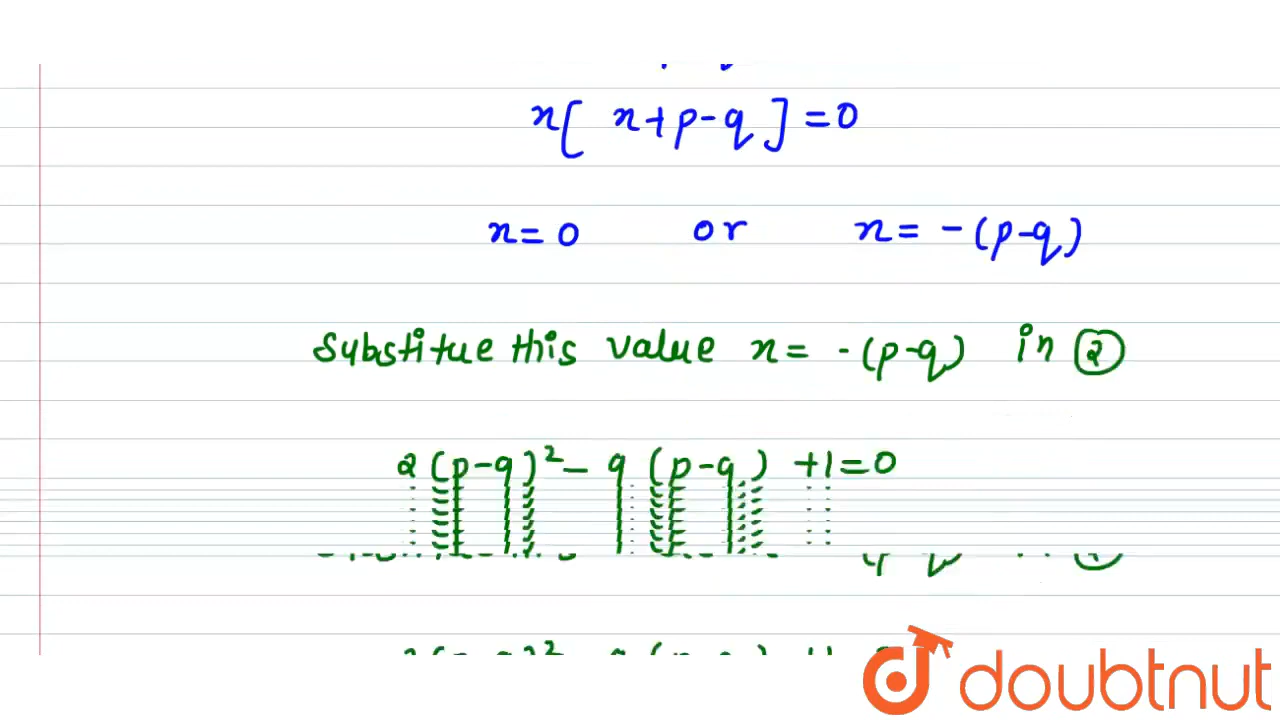 x[ x+p-q ] = 0
x = 0 or x = -(p-q)
Substitue this value x = -(p-q) in ②
2(p-q)² - q(p-q) +1=0
doubtnut